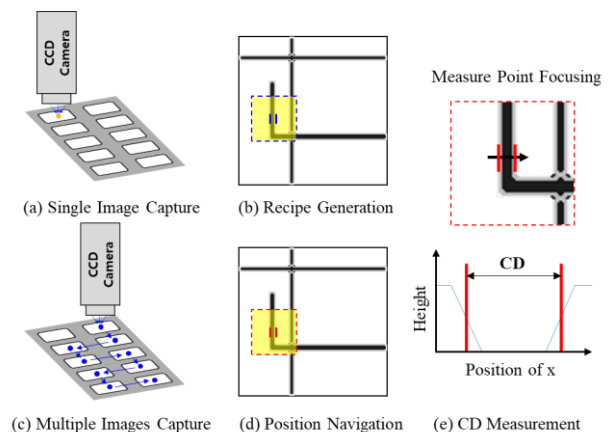 CCD
Camera
(a) Single Image Capture
(b) Recipe Generation
Measure Point Focusing
CCD
Camera
(c) Multiple Images Capture
(d) Position Navigation
CD
Height
Position of x
(e) CD Measurement